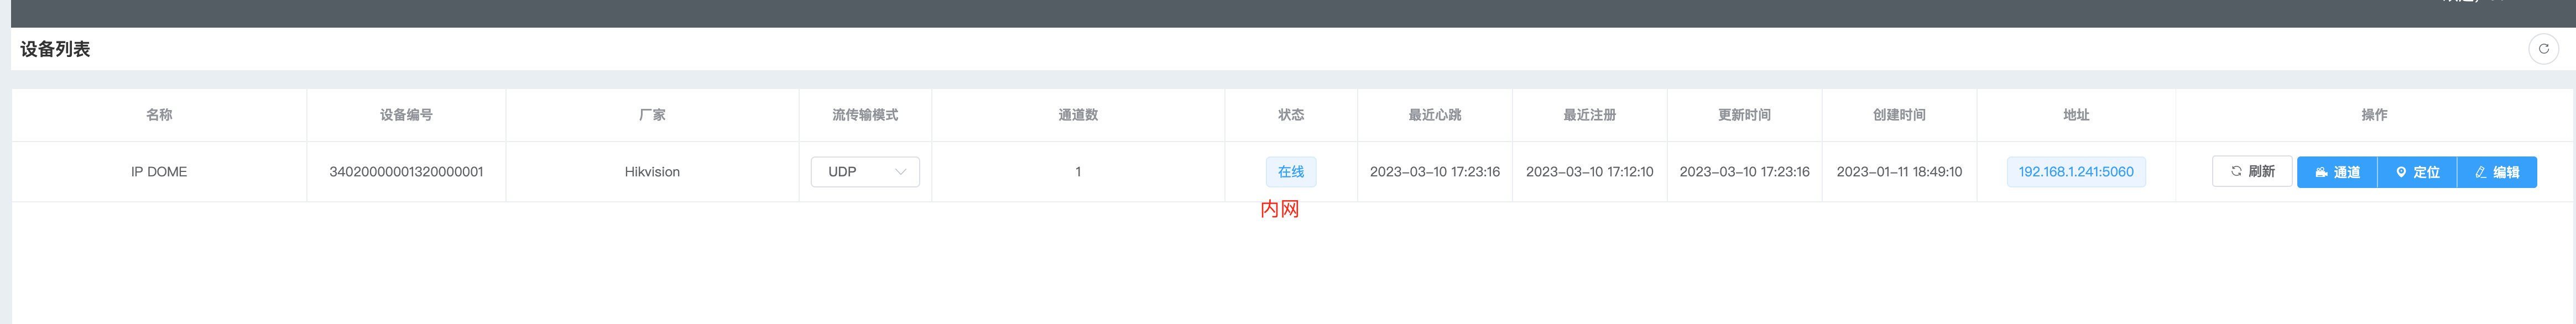 设备列表
名称 设备编号 厂家 流传输模式 通道数 状态 最近心跳 最近注册 更新时间 创建时间 地址 操作
IP DOME 34020000001320000001 Hikvision UDP 1 在线 2023-03-10 17:23:16 2023-03-10 17:12:10 2023-03-10 17:23:16 2023-01-11 18:49:10 192.168.1.241:5060 刷新 通道 定位 编辑
内网